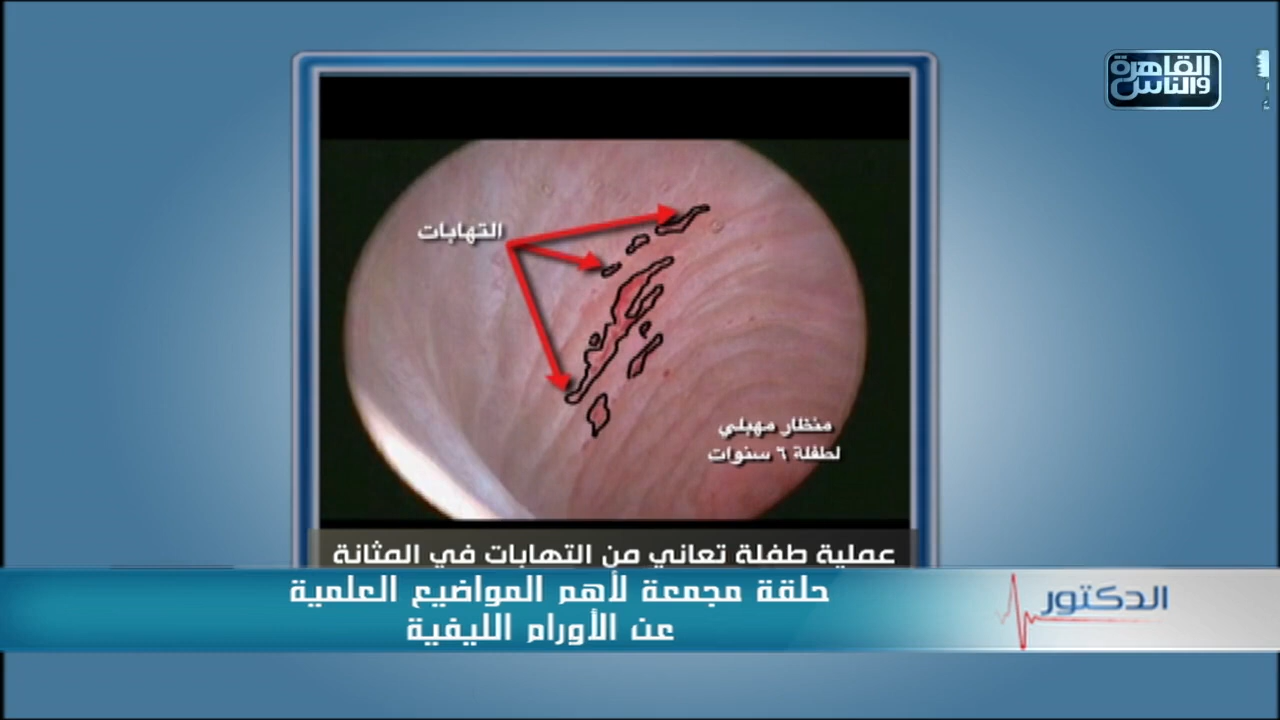 القاهرة
والناس
التهابات
منظار مهبلي
لطفلة ٦ سنوات
عملية طفلة تعاني من التهابات في المثانة
حلقة مجمعة لأهم المواضيع العلمية
عن الأورام الليفية
الدكتور